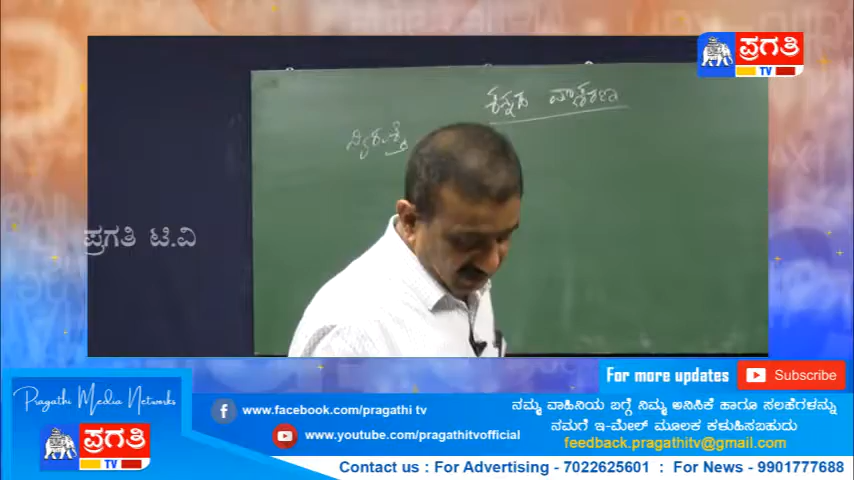 ಪ್ರಗತಿ
TV
ಕನ್ನಡ ವ್ಯಾಕರಣ
ಪ್ರಗತಿ ಟಿ.ವಿ
For more updates
Subscribe
Pragathi Media Networks
ಪ್ರಗತಿ
TV
www.facebook.com/pragathi tv
www.youtube.com/pragathitvofficial
ನಮ್ಮ ವಾಹಿನಿಯ ಬಗ್ಗೆ ನಿಮ್ಮ ಅನಿಸಿಕೆ ಹಾಗೂ ಸಲಹೆಗಳನ್ನು
ನಮಗೆ ಇ-ಮೇಲ್ ಮೂಲಕ ಕಳುಹಿಸಬಹುದು
feedback.pragathitv@gmail.com
Contact us : For Advertising - 7022625601 : For News - 9901777688